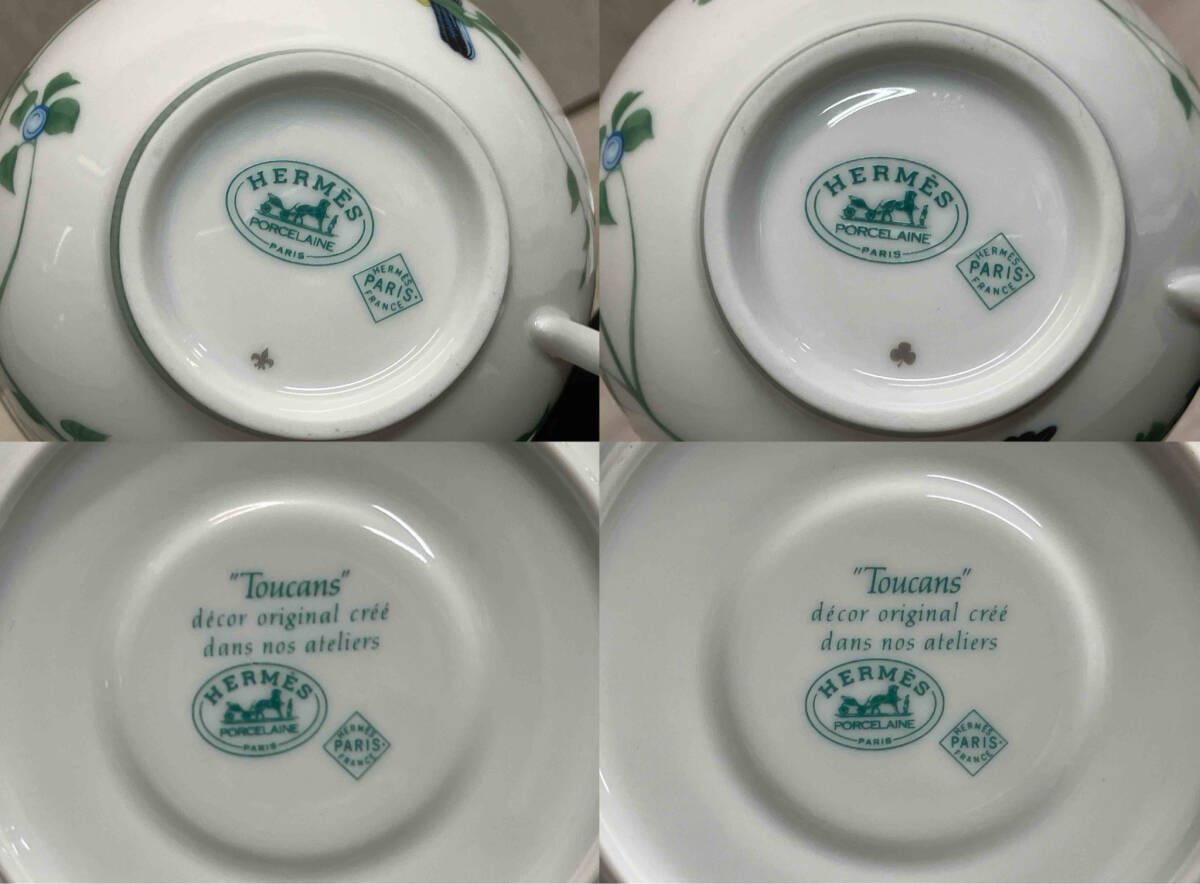 HERMÈS
PORCELAINE
PARIS
HERMÈS
PARIS
FRANCE
HERMÈS
PORCELAINE
PARIS
HERMÈS
PARIS
FRANCE
"Toucans"
décor original créé
dans nos ateliers
HERMÈS
PORCELAINE
PARIS
HERMÈS
PARIS
FRANCE
"Toucans"
décor original créé
dans nos ateliers
HERMÈS
PORCELAINE
PARIS
HERMÈS
PARIS
FRANCE